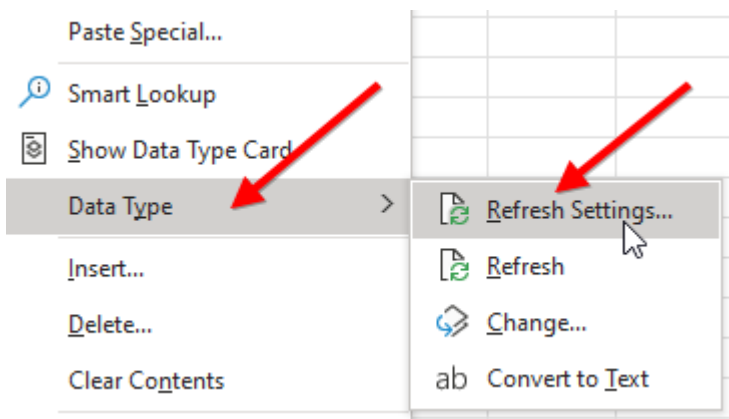 Paste Special...
Smart Lookup
Show Data Type Card
Data Type
Refresh Settings...
Insert...
Refresh
Delete...
Change...
Clear Contents
ab Convert to Text